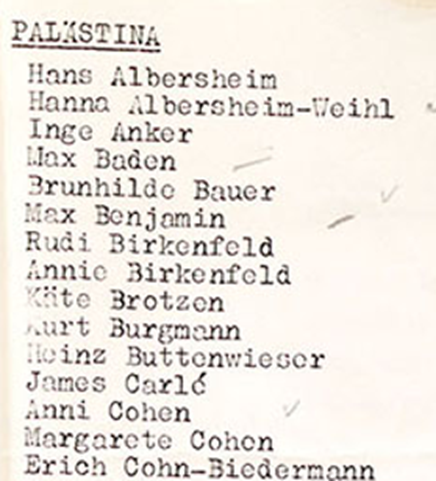 PALÄSTINA
Hans Albersheim
Hanna Albersheim-Weihl
Inge Anker
Max Baden
Brunhilde Bauer
Max Benjamin
Rudi Birkenfeld
Annie Birkenfeld
Käte Brotzen
Kurt Burgmann
Heinz Buttenwieser
James Carlé
Anni Cohen
Margarete Cohen
Erich Cohn-Biedermann